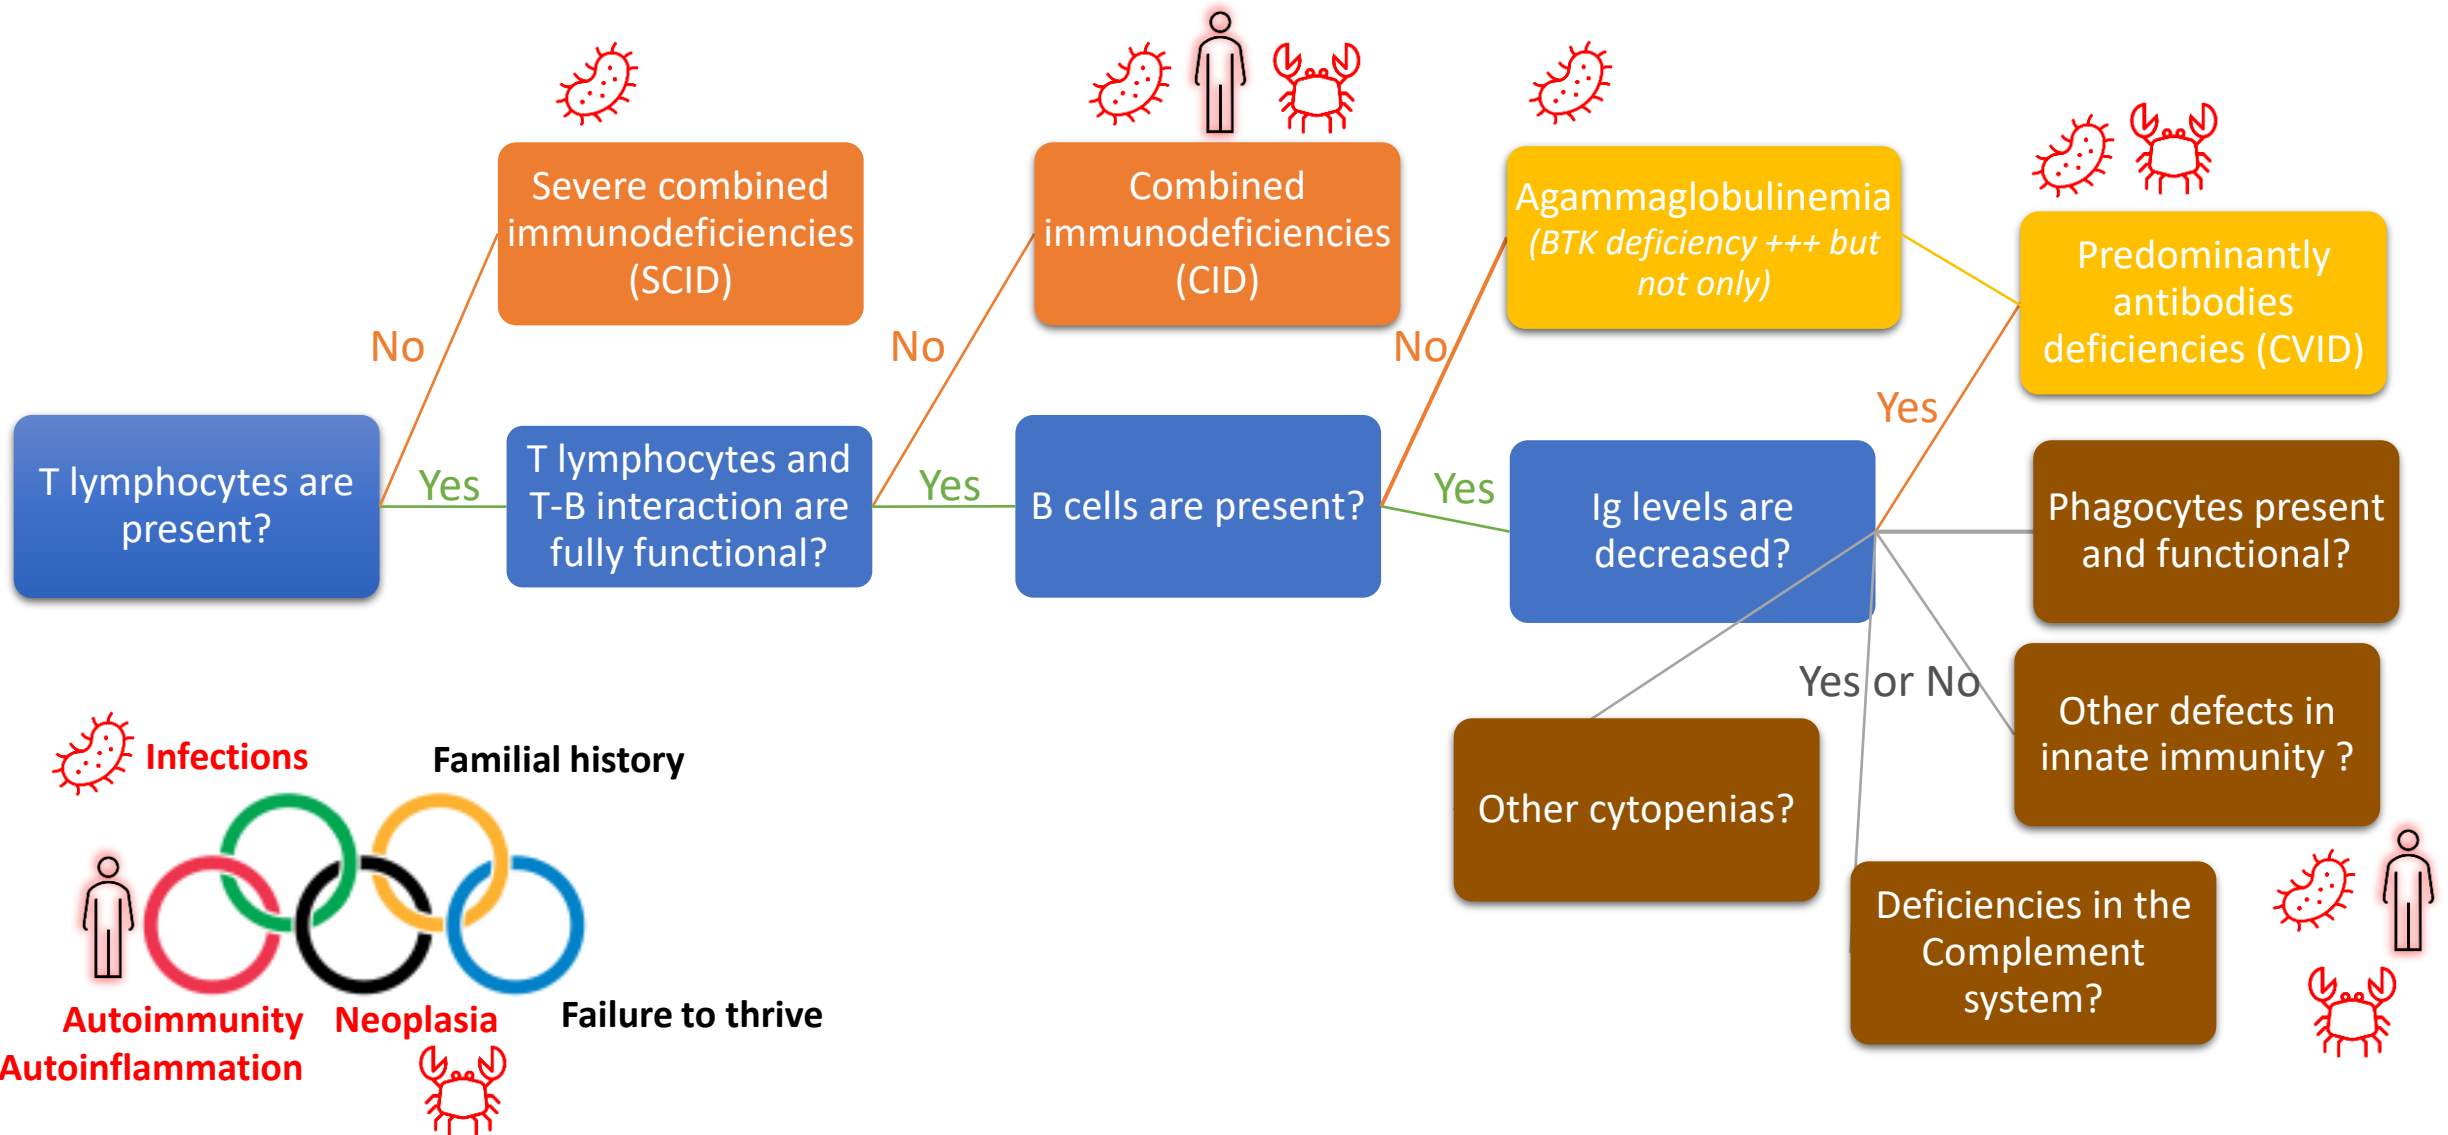 Severe combined
immunodeficiencies
(SCID)
Combined
immunodeficiencies
(CID)
Agammaglobulinemia
(BTK deficiency +++ but
not only)
Predominantly
antibodies
deficiencies (CVID)
No
No
No
Yes
T lymphocytes are
present?
Yes
T lymphocytes and
T-B interaction are
fully functional?
Yes
B cells are present?
Yes
Ig levels are
decreased?
Phagocytes present
and functional?
Yes or No
Other defects in
innate immunity ?
Other cytopenias?
Deficiencies in the
Complement
system?
Infections
Familial history
Autoimmunity
Autoinflammation
Neoplasia
Failure to thrive